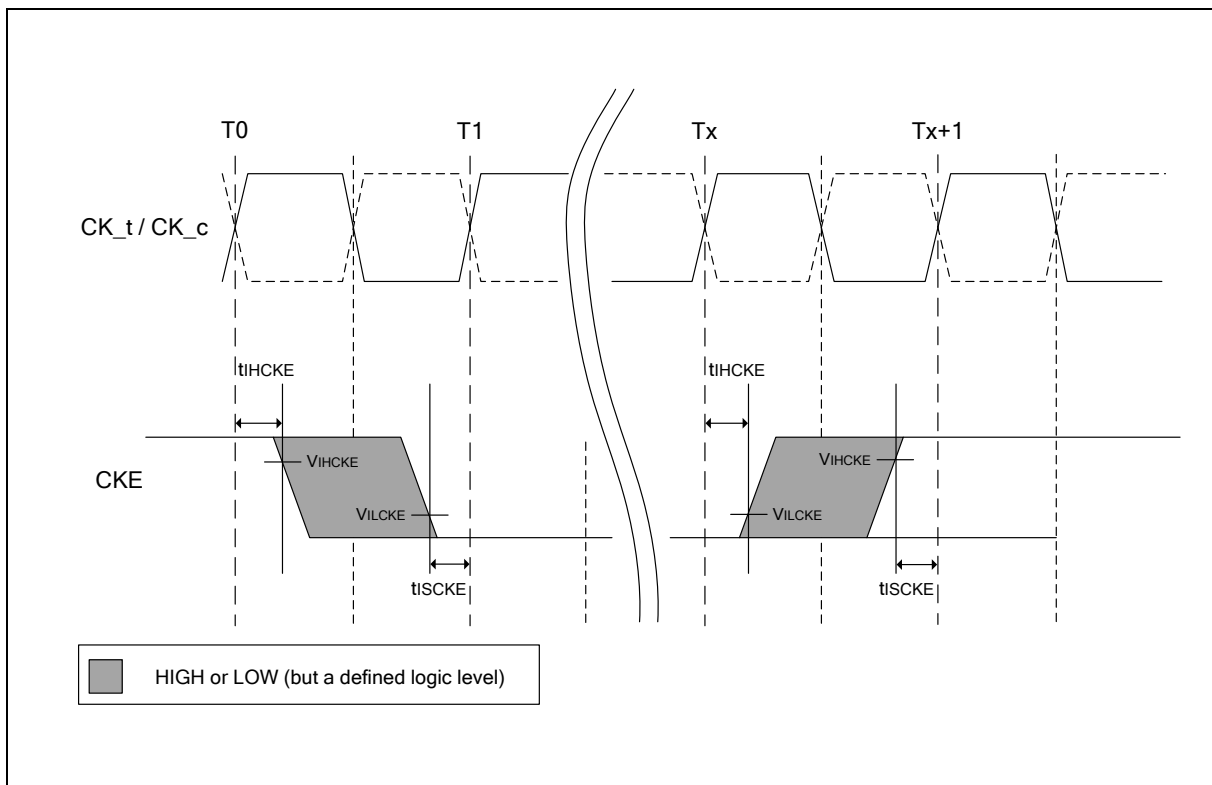 T0 T1 Tx Tx+1
CK_t / CK_c
tIHCKE tIHCKE
VIHCKE VIHCKE
CKE
VILCKE VILCKE
tISCKE tISCKE
HIGH or LOW (but a defined logic level)